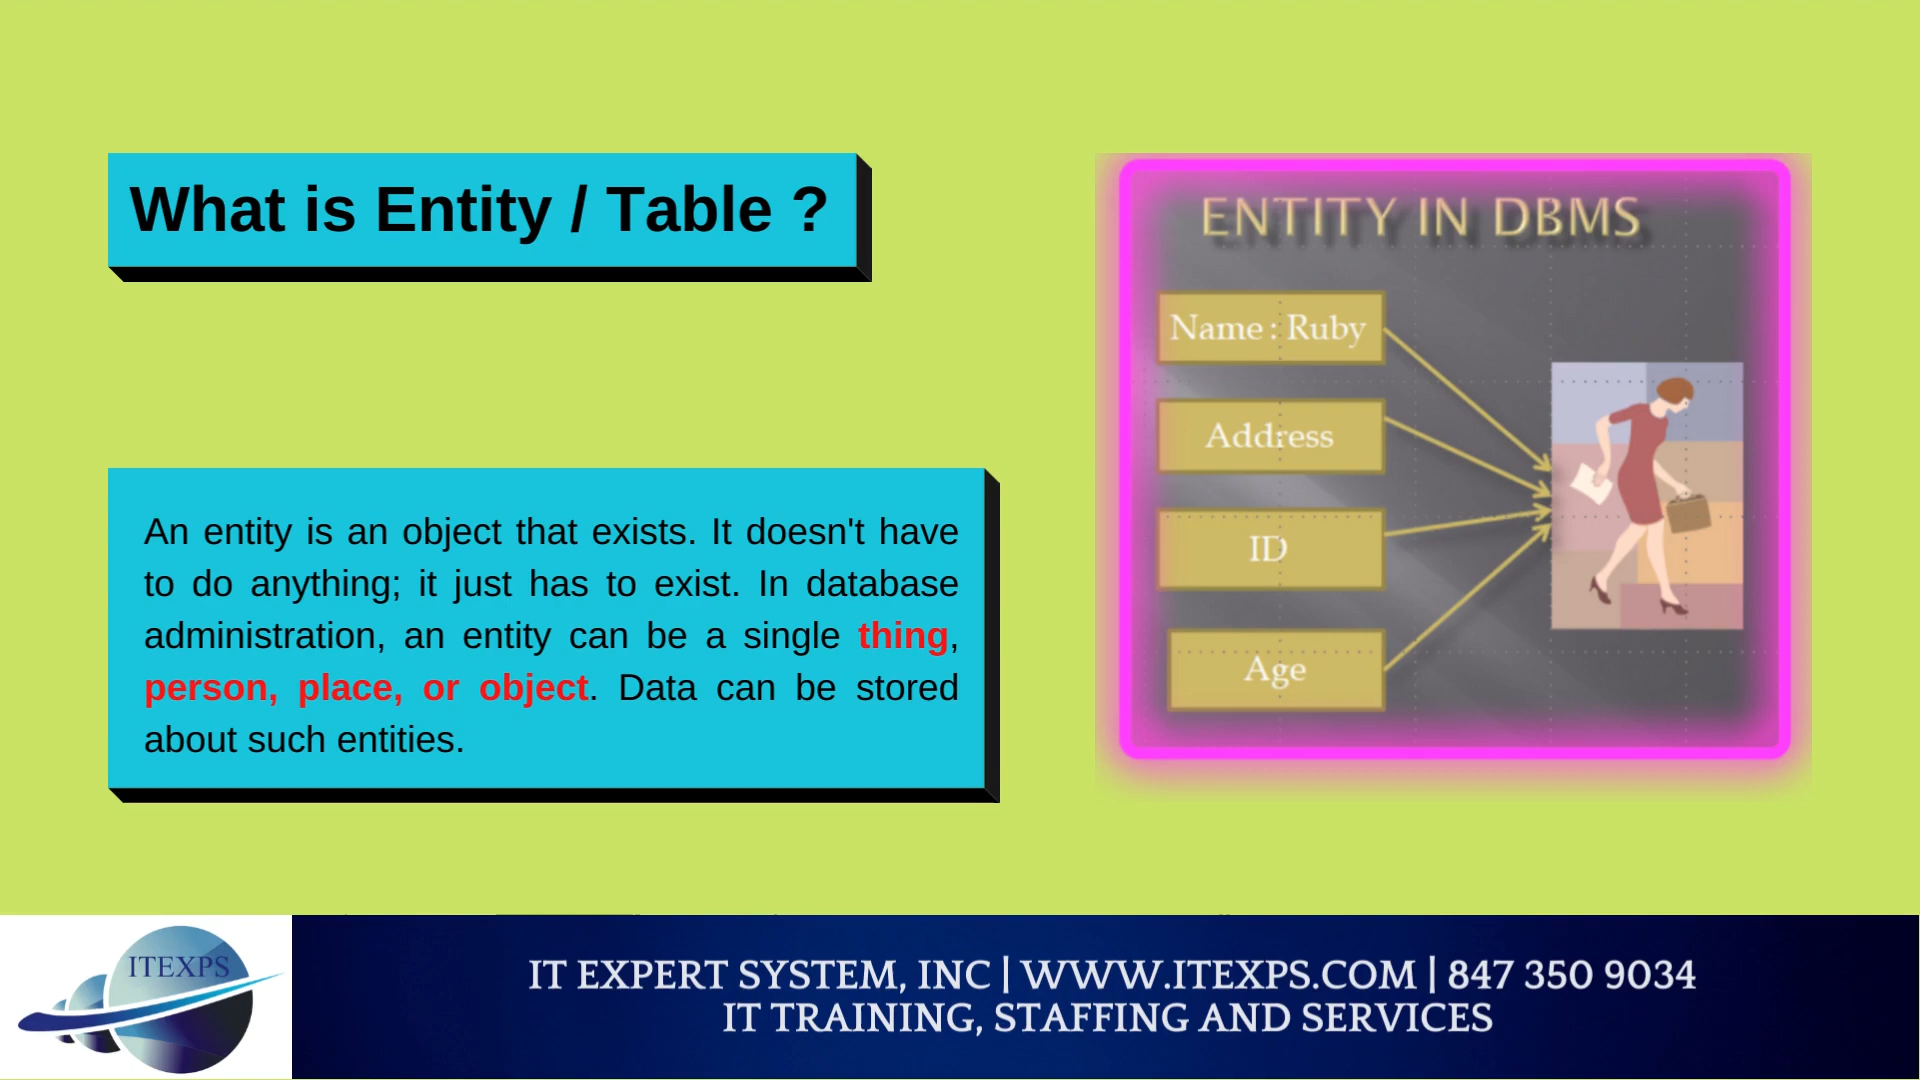 What is Entity / Table ?
An entity is an object that exists. It doesn't have
to do anything; it just has to exist. In database
administration, an entity can be a single thing,
person, place, or object. Data can be stored
about such entities.
ENTITY IN DBMS
Name : Ruby
Address
ID
Age
ITEXPS
IT EXPERT SYSTEM, INC | WWW.ITEXPS.COM | 847 350 9034
IT TRAINING, STAFFING AND SERVICES